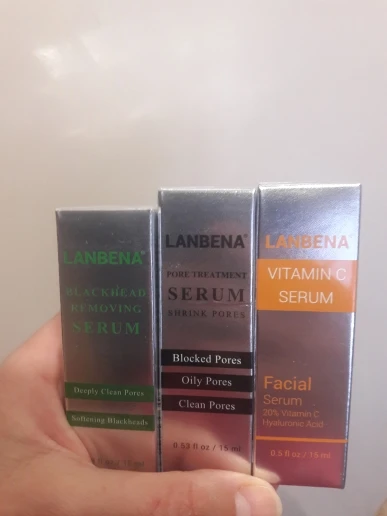 LANBENA®
BLACKHEAD
REMOVING
SERUM
Deeply Clean Pores
Softening Blackheads
15 ml
LANBENA®
PORE TREATMENT
SERUM
SHRINK PORES
Blocked Pores
Oily Pores
Clean Pores
0.53 fl oz / 15 ml
LANBENA
VITAMIN C
SERUM
Facial
Serum
20% Vitamin C
Hyaluronic Acid
0.5 fl oz / 15 ml